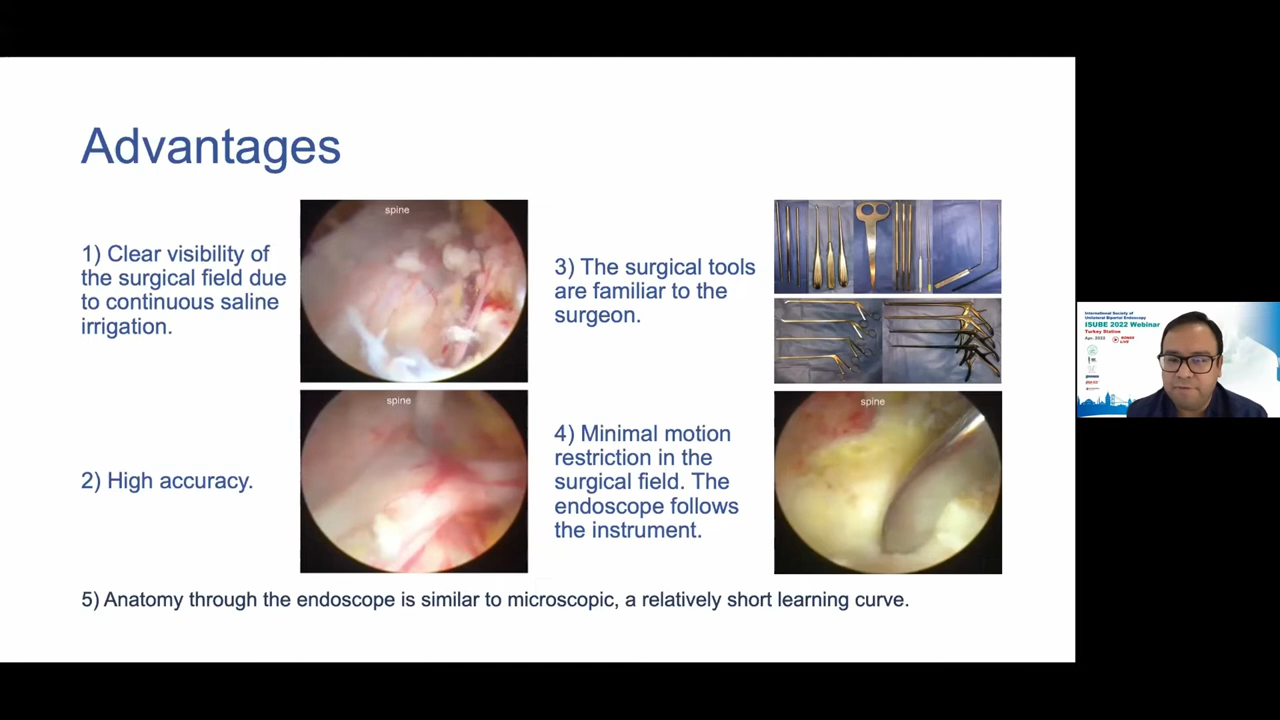 Advantages
1) Clear visibility of
the surgical field due
to continuous saline
irrigation.
spine
2) High accuracy.
spine
3) The surgical tools
are familiar to the
surgeon.
4) Minimal motion
restriction in the
surgical field. The
endoscope follows
the instrument.
spine
5) Anatomy through the endoscope is similar to microscopic, a relatively short learning curve.
International Society of
Unilateral Biportal Endoscopy
ISUBE 2022 Webinar
Turkey Station
Apr. 2022